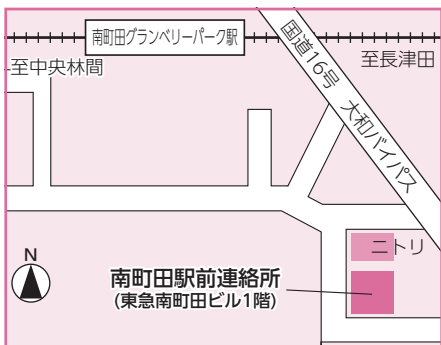 南町田グランベリーパーク駅
至中央林間
至長津田
国道16号 大和バイパス
ニトリ
N
南町田駅前連絡所
(東急南町田ビル1階)